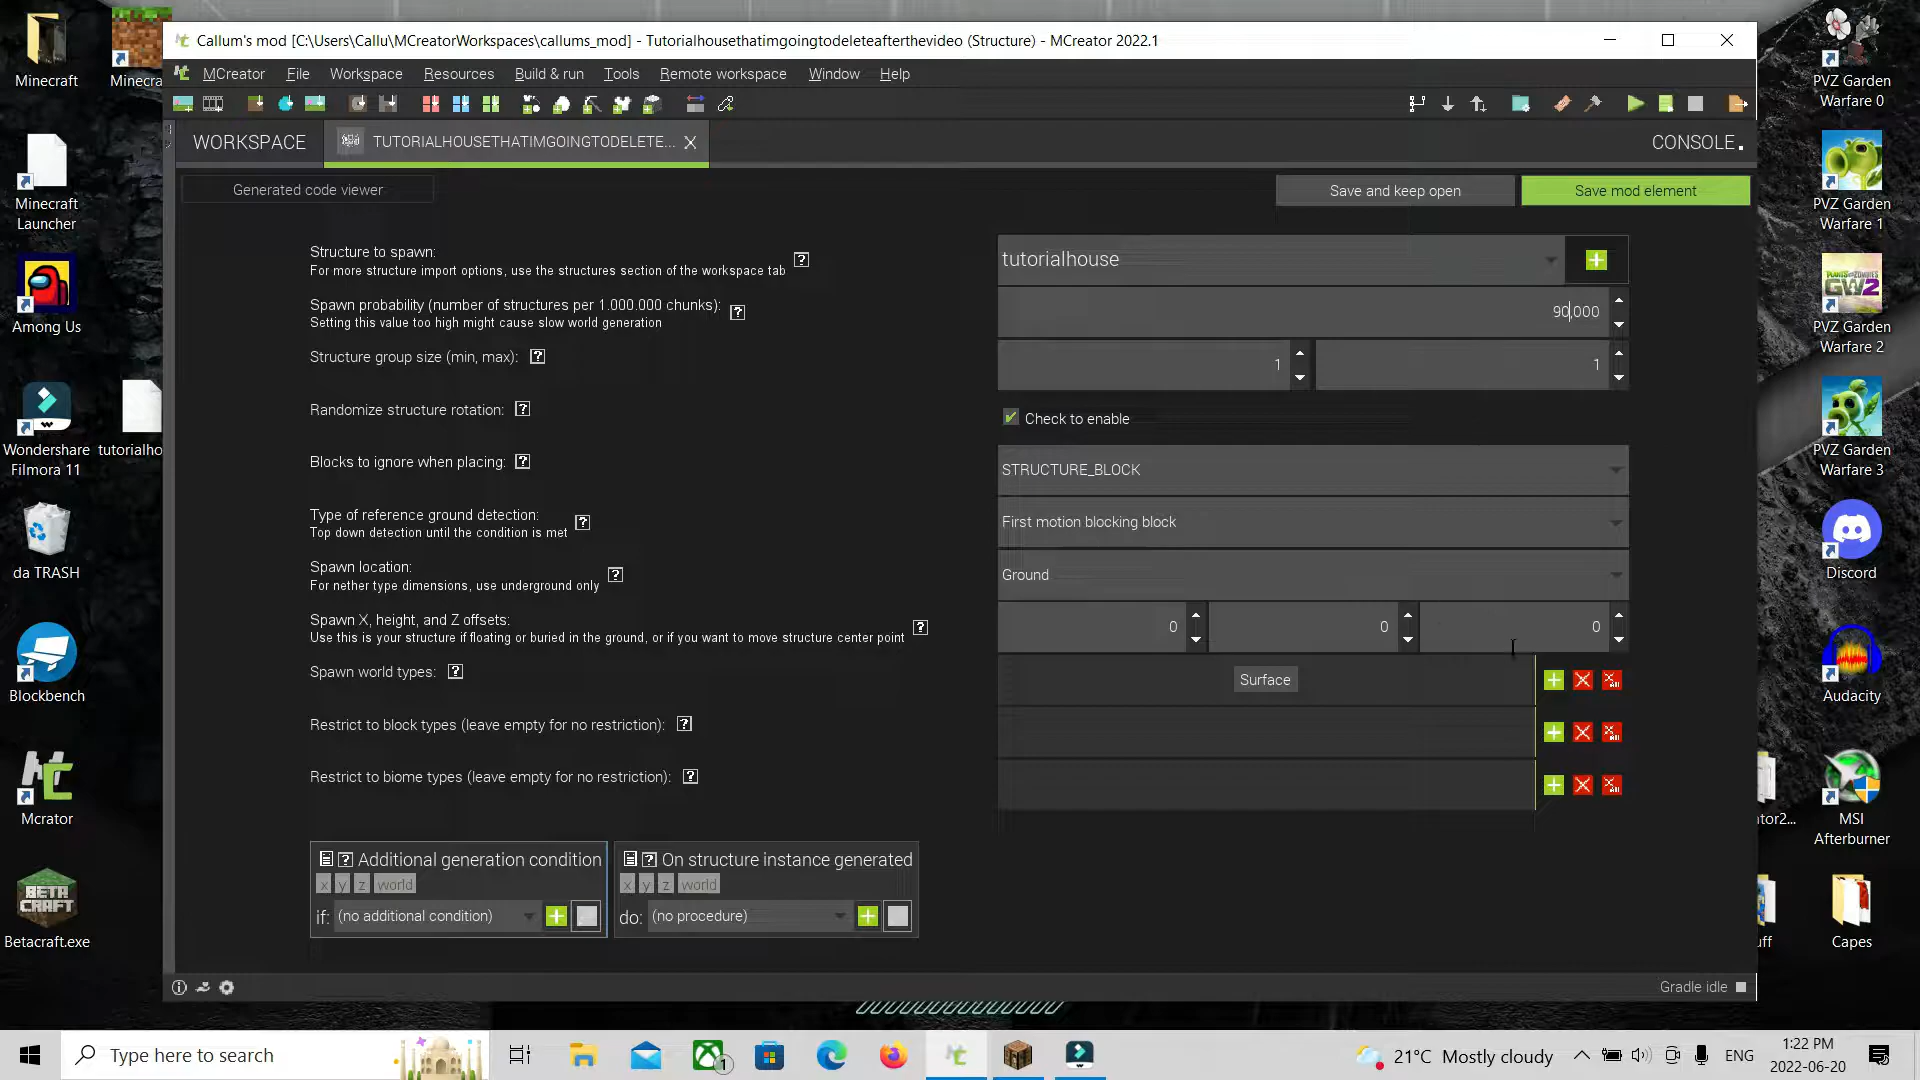 Callum's mod [C:\Users\Callu\MCreatorWorkspaces\callums_mod] - Tutorialhousethatimgoingtodeleteafterthevideo (Structure) - MCreator 2022.1
MCreator File Workspace Resources Build & run Tools Remote workspace Window Help
WORKSPACE TUTORIALHOUSETHATIMGOINGTODELETE... CONSOLE
Generated code viewer Save and keep open Save mod element
Structure to spawn:
For more structure import options, use the structures section of the workspace tab
tutorialhouse
Spawn probability (number of structures per 1.000.000 chunks):
Setting this value too high might cause slow world generation
90,000
Structure group size (min, max): 1 1
Randomize structure rotation: Check to enable
Blocks to ignore when placing: STRUCTURE_BLOCK
Type of reference ground detection:
Top down detection until the condition is met
First motion blocking block
Spawn location:
For nether type dimensions, use underground only
Ground
Spawn X, height, and Z offsets:
Use this is your structure if floating or buried in the ground, or if you want to move structure center point
0 0 0
Spawn world types: Surface
Restrict to block types (leave empty for no restriction):
Restrict to biome types (leave empty for no restriction):
Additional generation condition
x y z world
if: (no additional condition)
On structure instance generated
x y z world
do: (no procedure)
Gradle idle
Minecraft
Minecra
Minecraft
Launcher
Among Us
Wondershare
Filmora 11
tutorialho
da TRASH
Blockbench
Mcrator
BETA
CRAFT
Betacraft.exe
PVZ Garden
Warfare 0
PVZ Garden
Warfare 1
GW2
PVZ Garden
Warfare 2
PVZ Garden
Warfare 3
Discord
Audacity
ator2...
MSI
Afterburner
uff
Capes
Type here to search
1
21°C Mostly cloudy
ENG
1:22 PM
2022-06-20